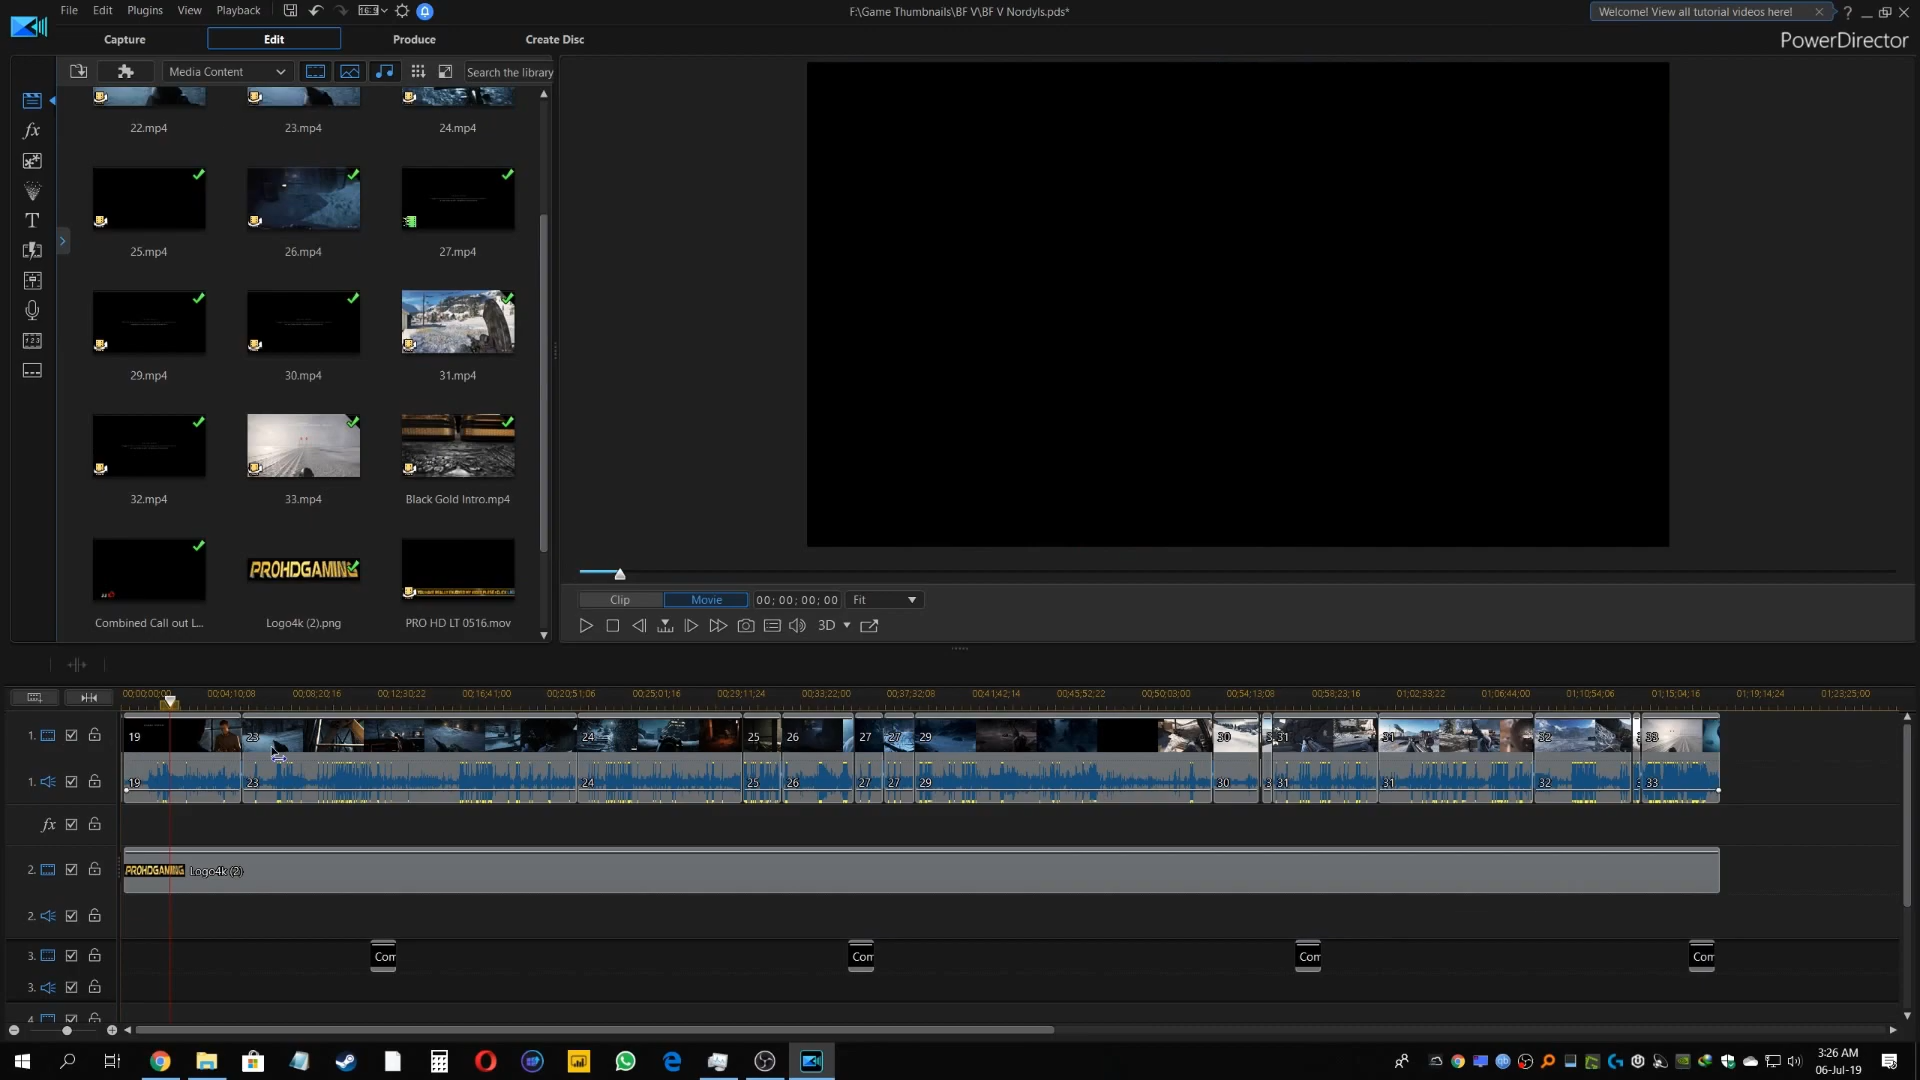 File Edit Plugins View Playback
16:9
F:\Game Thumbnails\BF V\BF V Nordyls.pds*
Welcome! View all tutorial videos here!
Capture Edit Produce Create Disc
PowerDirector
Media Content
Search the library
fx
T
22.mp4 23.mp4 24.mp4
25.mp4 26.mp4 27.mp4
29.mp4 30.mp4 31.mp4
32.mp4 33.mp4 Black Gold Intro.mp4
PROHDGAMING
Combined Call out L... Logo4k (2).png PRO HD LT 0516.mov
Clip Movie 00; 00; 00; 00 Fit
3D
00;00;00;00 00;04;10;08 00;08;20;16 00;12;30;22 00;16;41;00 00;20;51;06 00;25;01;16 00;29;11;24 00;33;22;00 00;37;32;08 00;41;42;14 00;45;52;22 00;50;03;00 00;54;13;08 00;58;23;16 01;02;33;22 01;06;44;00 01;10;54;06 01;15;04;16 01;19;14;24 01;23;25;00
1. 19 23 24 25 26 27 27 29 30 3 31 31 32 33
1. 19 23 24 25 26 27 27 29 30 3 31 31 32 33
fx
2. PROHDGAMING Logo4k (2)
2.
3. Com Com Com Com
3.
4
3:26 AM
06-Jul-19